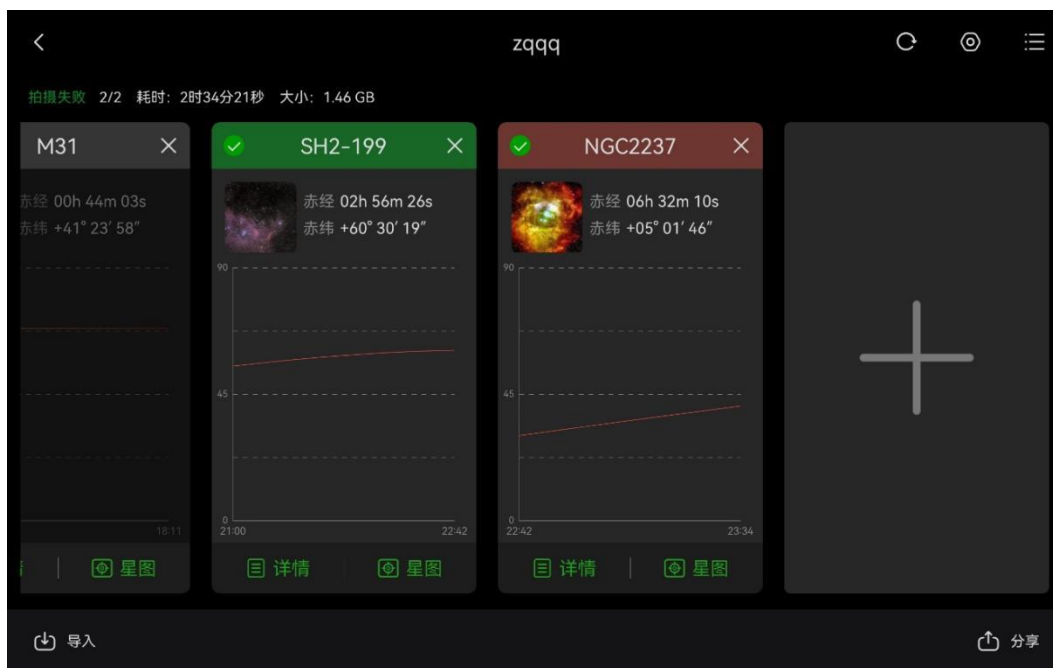 zqqq
拍摄失败 2/2 耗时：2时34分21秒 大小：1.46 GB
M31
赤经 00h 44m 03s
赤纬 +41° 23′ 58″
18:11
星图
SH2-199
赤经 02h 56m 26s
赤纬 +60° 30′ 19″
90
45
0
21:00 22:42
详情 星图
NGC2237
赤经 06h 32m 10s
赤纬 +05° 01′ 46″
90
45
0
22:42 23:34
详情 星图
导入
分享